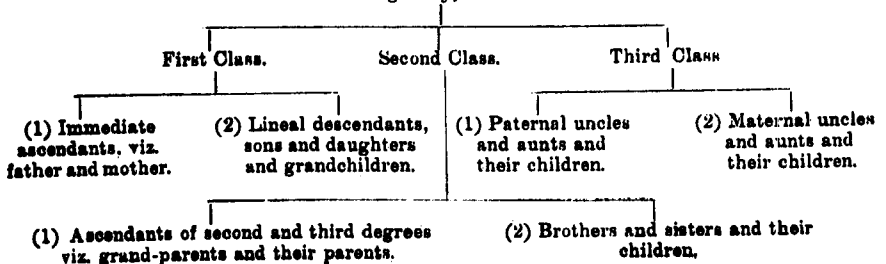 First Class.
Second Class.
Third Class
(1) Immediate
ascendants, viz.
father and mother.
(2) Lineal descendants,
sons and daughters
and grandchildren.
(1) Paternal uncles
and aunts and
their children.
(2) Maternal uncles
and aunts and
their children.
(1) Ascendants of second and third degrees
viz. grand-parents and their parents.
(2) Brothers and sisters and their
children,